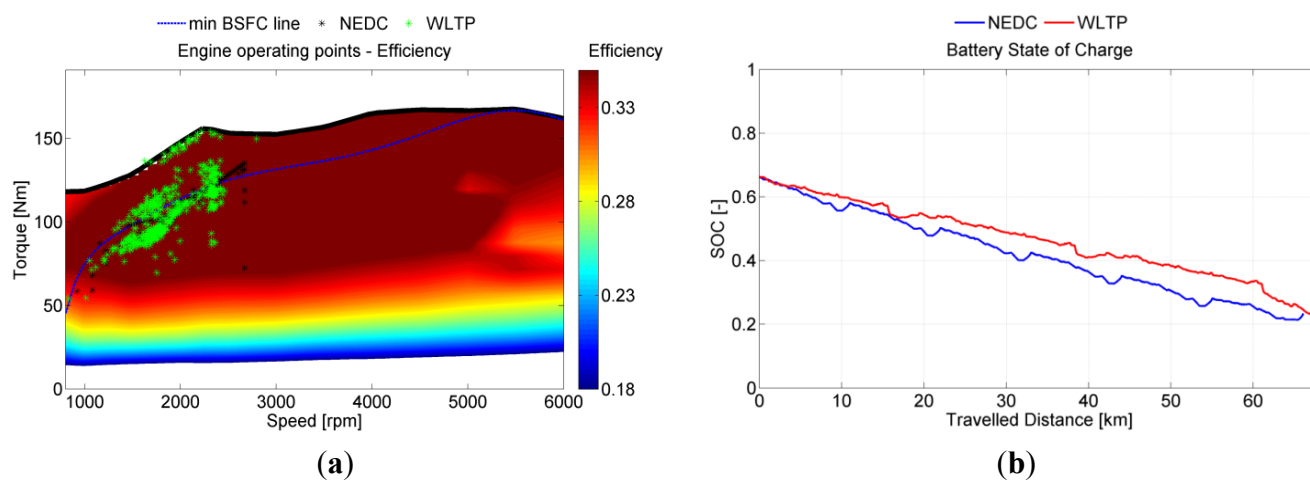 min BSFC line NEDC WLTP
Engine operating points - Efficiency
Efficiency
Torque [Nm]
150
100
50
0
1000 2000 3000 4000 5000 6000
Speed [rpm]
0.33
0.28
0.23
0.18
(a)
NEDC WLTP
Battery State of Charge
SOC [-]
1
0.8
0.6
0.4
0.2
0
0 10 20 30 40 50 60
Travelled Distance [km]
(b)